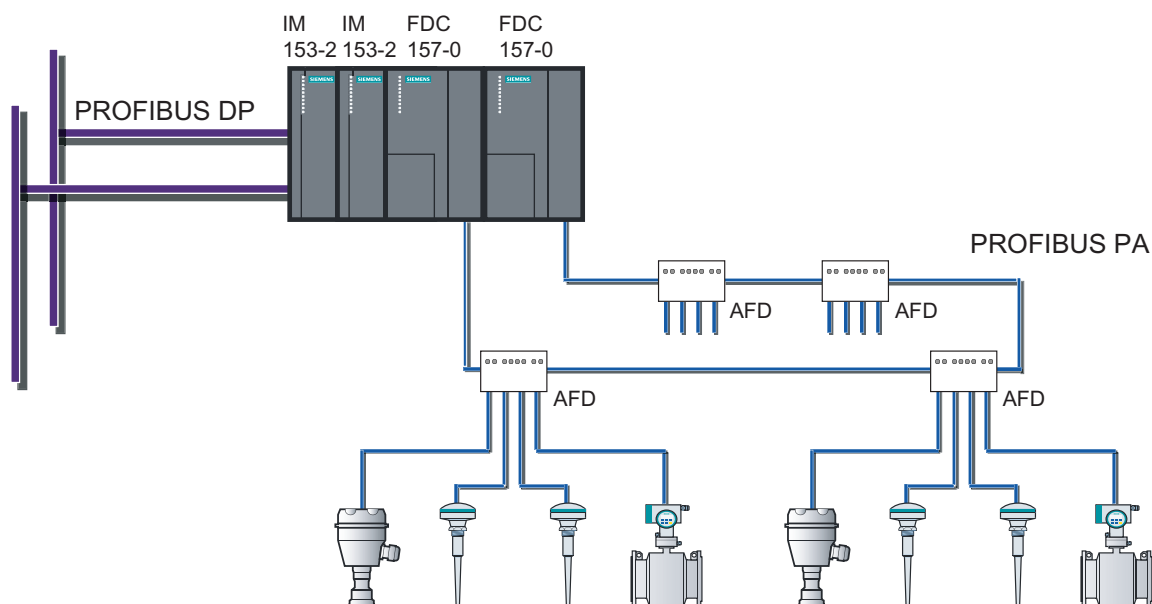 IM IM FDC FDC
153-2 153-2 157-0 157-0
SIEMENS SIEMENS SIEMENS SIEMENS
PROFIBUS DP
PROFIBUS PA
AFD AFD
AFD AFD